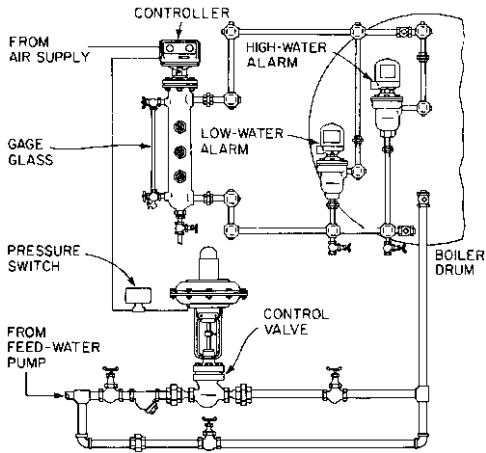 CONTROLLER
FROM
AIR SUPPLY
HIGH-WATER
ALARM
LOW-WATER
ALARM
GAGE
GLASS
PRESSURE
SWITCH
BOILER
DRUM
CONTROL
VALVE
FROM
FEED-WATER
PUMP